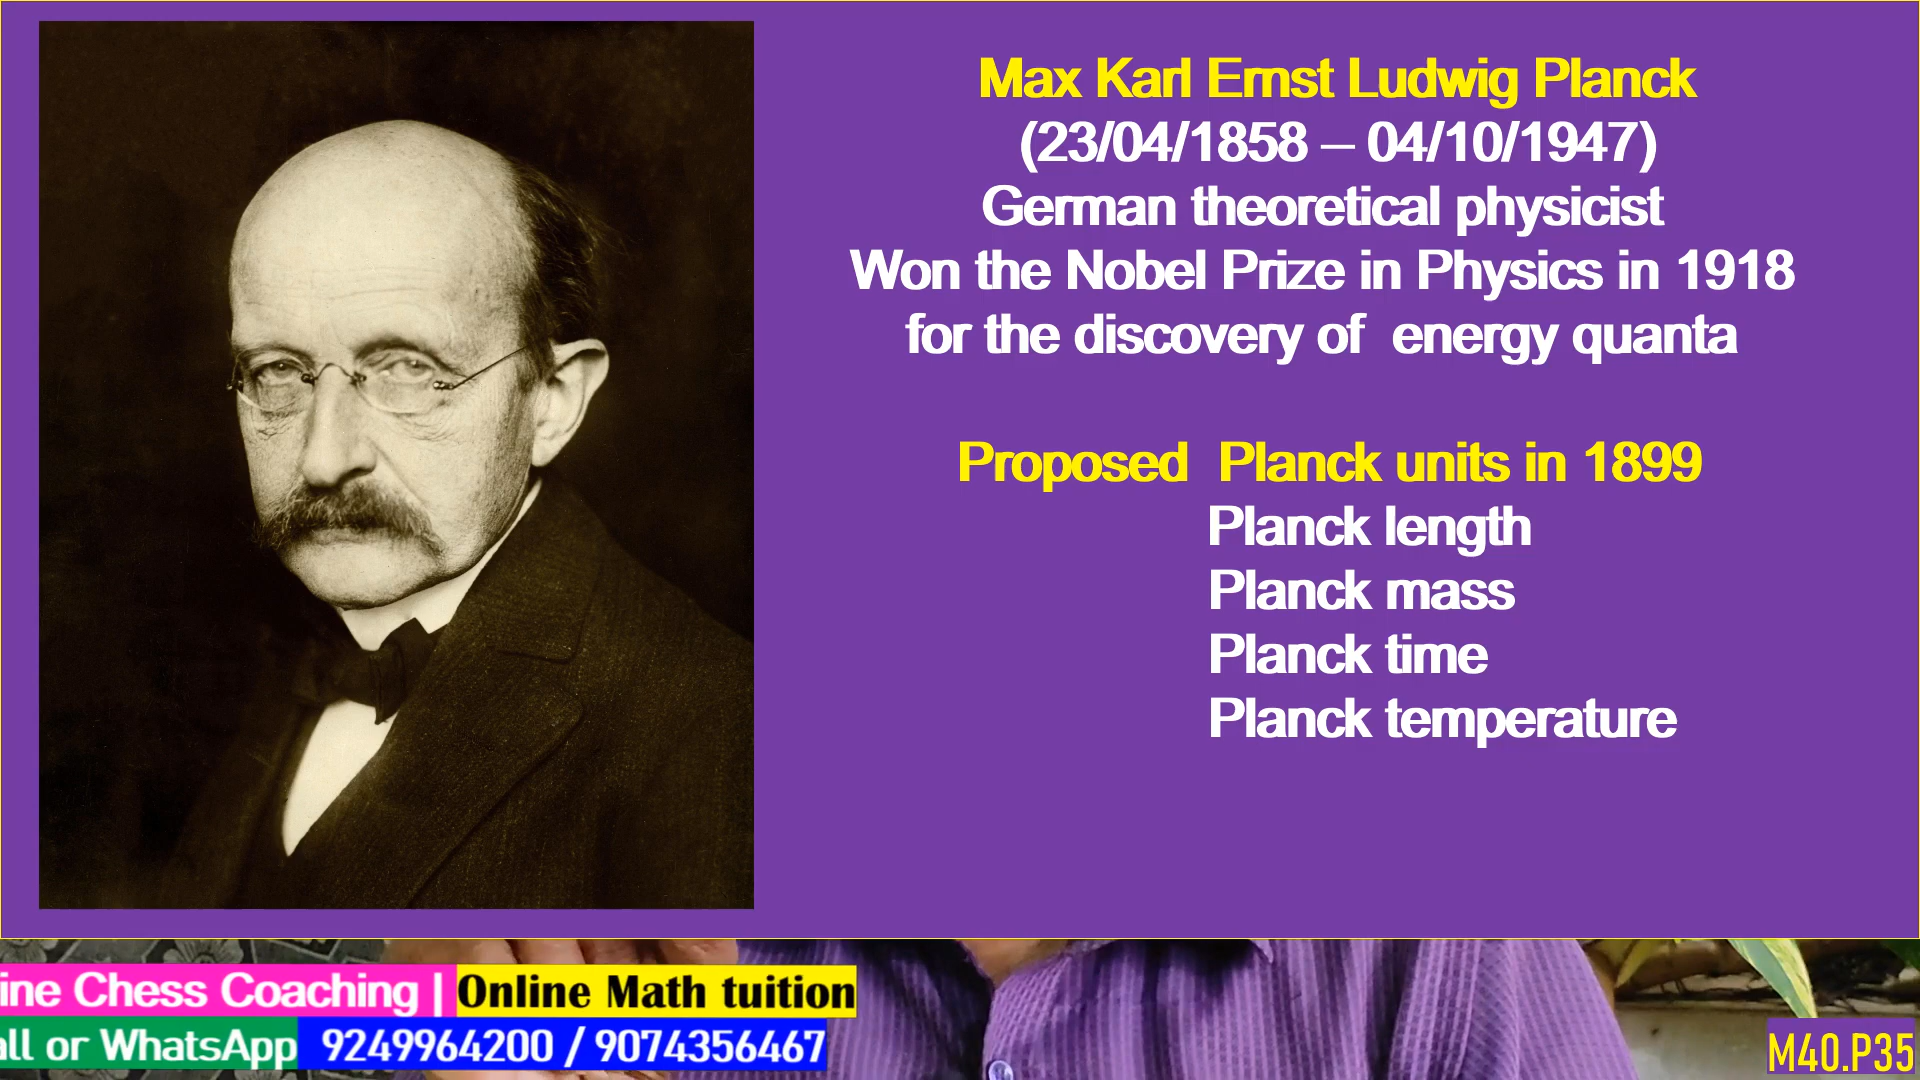 Max Karl Ernst Ludwig Planck
(23/04/1858 – 04/10/1947)
German theoretical physicist
Won the Nobel Prize in Physics in 1918
for the discovery of energy quanta
Proposed Planck units in 1899
Planck length
Planck mass
Planck time
Planck temperature
ine Chess Coaching | Online Math tuition
all or WhatsApp 9249964200 / 9074356467
M40.P35